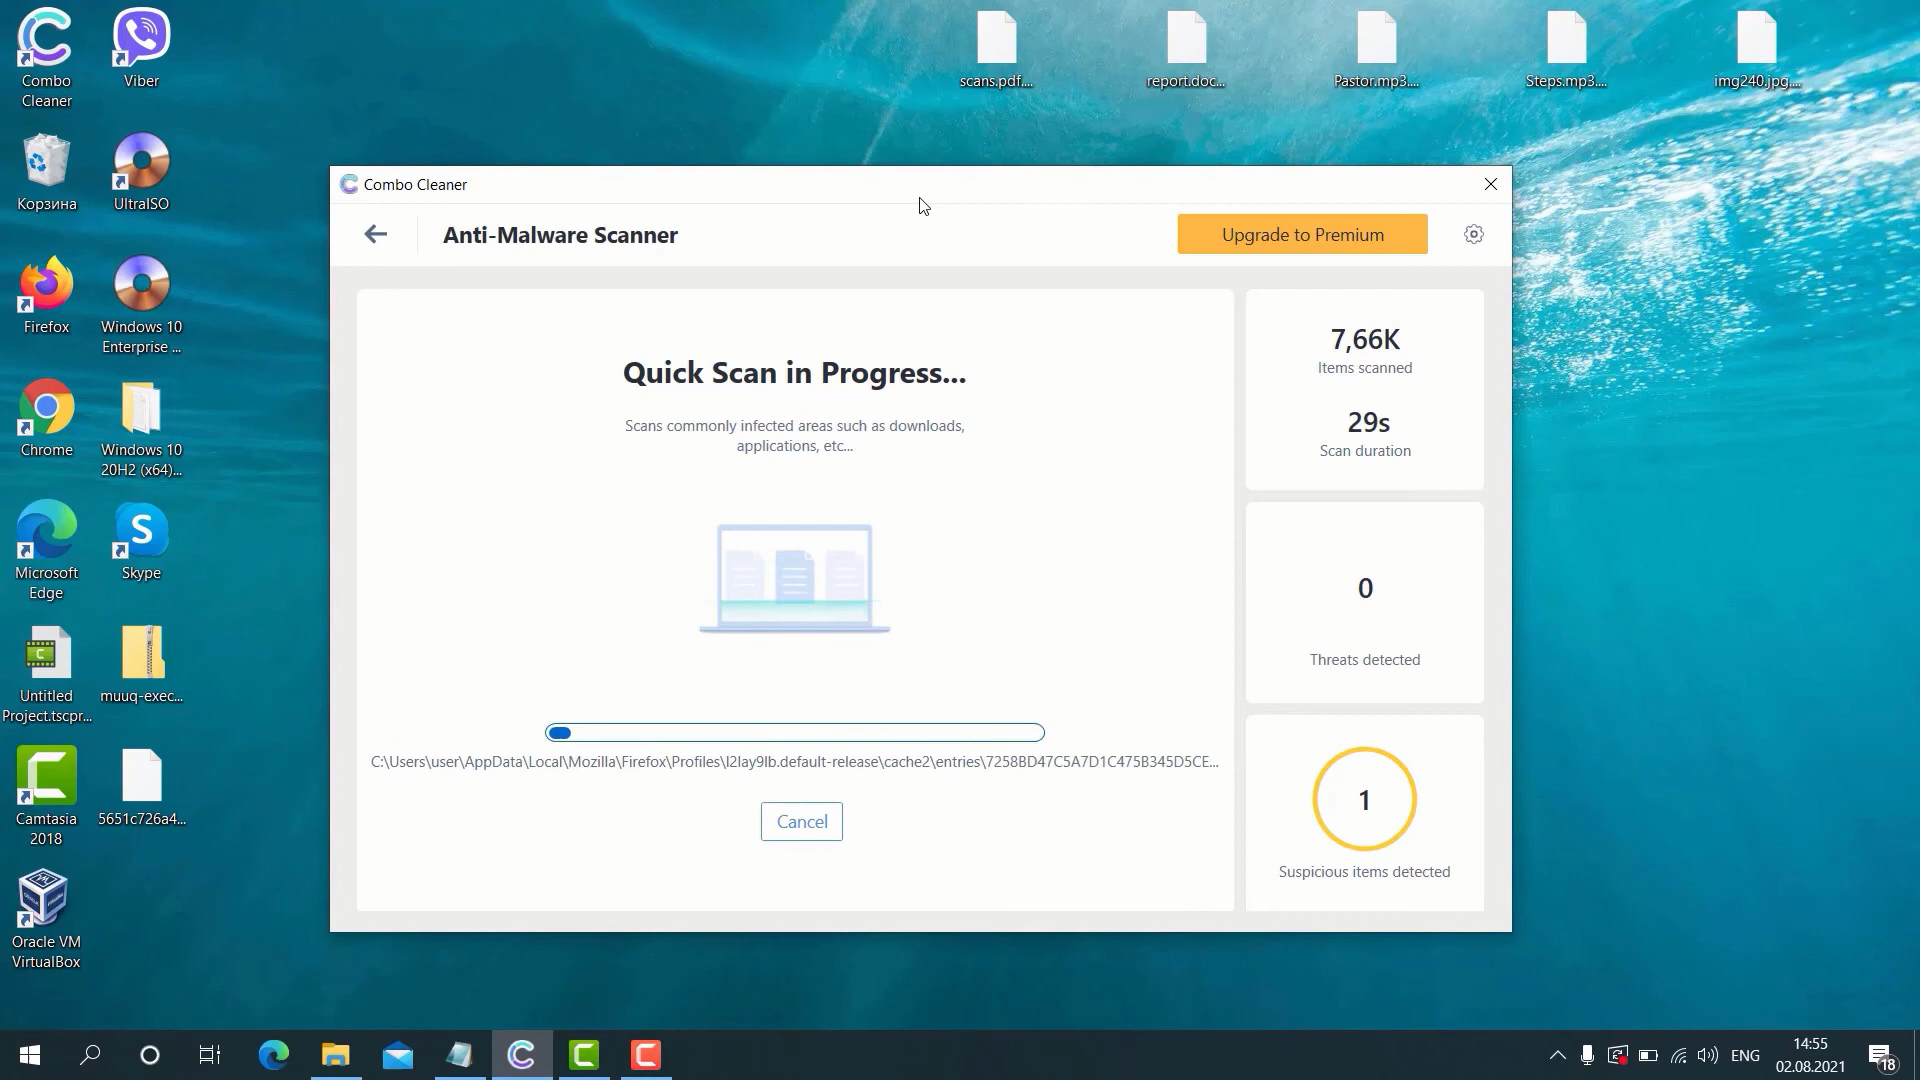 Combo
Cleaner
Viber
scans.pdf....
report.doc...
Pastor.mp3....
Steps.mp3....
img240.jpg....
Корзина
UltraISO
Firefox
Windows 10
Enterprise ...
Chrome
Windows 10
20H2 (x64)...
Microsoft
Edge
Skype
Untitled
Project.tscpr...
muuq-exec...
Camtasia
2018
5651c726a4...
Oracle VM
VirtualBox
Combo Cleaner
Anti-Malware Scanner
Upgrade to Premium
Quick Scan in Progress...
Scans commonly infected areas such as downloads,
applications, etc...
C:\Users\user\AppData\Local\Mozilla\Firefox\Profiles\l2lay9lb.default-release\cache2\entries\7258BD47C5A7D1C475B345D5CE...
Cancel
7,66K
Items scanned
29s
Scan duration
0
Threats detected
1
Suspicious items detected
ENG
14:55
02.08.2021
18